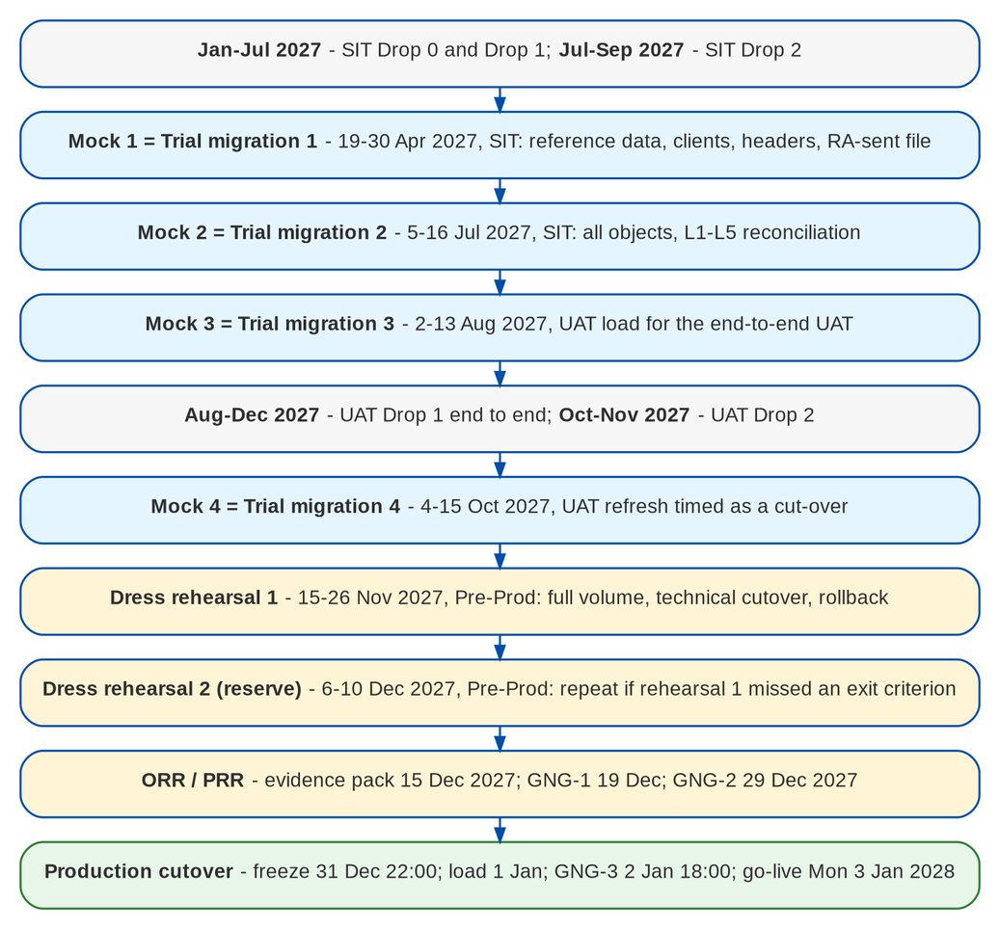 Jan-Jul 2027 - SIT Drop 0 and Drop 1; Jul-Sep 2027 - SIT Drop 2
Mock 1 = Trial migration 1 - 19-30 Apr 2027, SIT: reference data, clients, headers, RA-sent file
Mock 2 = Trial migration 2 - 5-16 Jul 2027, SIT: all objects, L1-L5 reconciliation
Mock 3 = Trial migration 3 - 2-13 Aug 2027, UAT load for the end-to-end UAT
Aug-Dec 2027 - UAT Drop 1 end to end; Oct-Nov 2027 - UAT Drop 2
Mock 4 = Trial migration 4 - 4-15 Oct 2027, UAT refresh timed as a cut-over
Dress rehearsal 1 - 15-26 Nov 2027, Pre-Prod: full volume, technical cutover, rollback
Dress rehearsal 2 (reserve) - 6-10 Dec 2027, Pre-Prod: repeat if rehearsal 1 missed an exit criterion
ORR / PRR - evidence pack 15 Dec 2027; GNG-1 19 Dec; GNG-2 29 Dec 2027
Production cutover - freeze 31 Dec 22:00; load 1 Jan; GNG-3 2 Jan 18:00; go-live Mon 3 Jan 2028